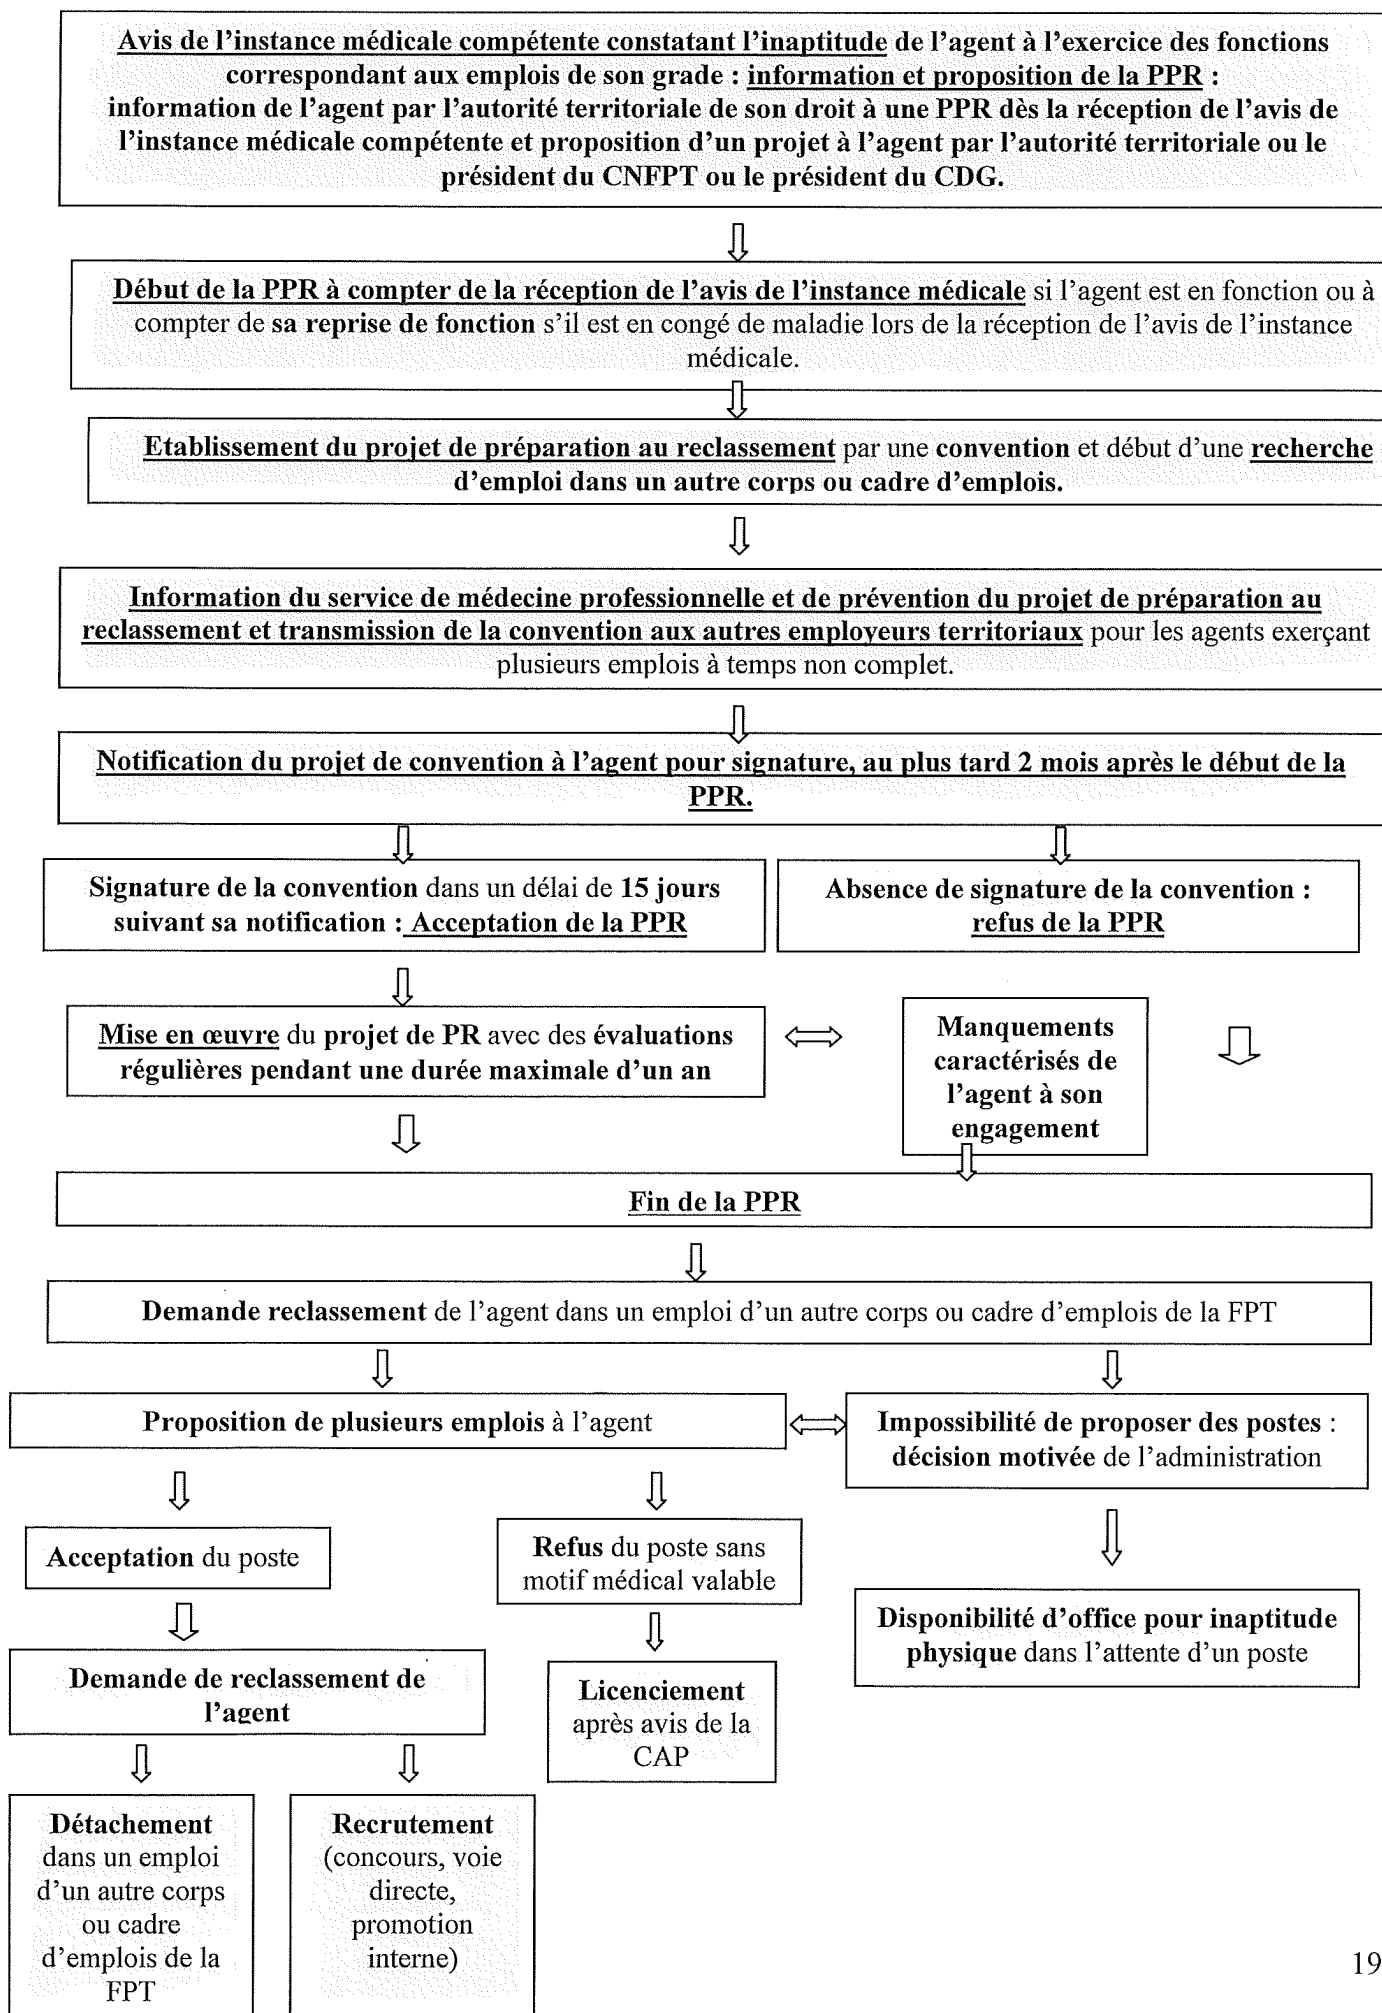 Avis de l'instance médicale compétente constatant l'inaptitude de l'agent à l'exercice des fonctions
correspondant aux emplois de son grade : information et proposition de la PPR :
information de l'agent par l'autorité territoriale de son droit à une PPR dès la réception de l'avis de
l'instance médicale compétente et proposition d'un projet à l'agent par l'autorité territoriale ou le
président du CNFPT ou le président du CDG.
Début de la PPR à compter de la réception de l'avis de l'instance médicale si l'agent est en fonction ou à
compter de sa reprise de fonction s'il est en congé de maladie lors de la réception de l'avis de l'instance
médicale.
Etablissement du projet de préparation au reclassement par une convention et début d'une recherche
d'emploi dans un autre corps ou cadre d'emplois.
Information du service de médecine professionnelle et de prévention du projet de préparation au
reclassement et transmission de la convention aux autres employeurs territoriaux pour les agents exerçant
plusieurs emplois à temps non complet.
Notification du projet de convention à l'agent pour signature, au plus tard 2 mois après le début de la
PPR.
Signature de la convention dans un délai de 15 jours
suivant sa notification : Acceptation de la PPR
Absence de signature de la convention :
refus de la PPR
Mise en œuvre du projet de PR avec des évaluations
régulières pendant une durée maximale d'un an
Manquements
caractérisés de
l'agent à son
engagement
Fin de la PPR
Demande reclassement de l'agent dans un emploi d'un autre corps ou cadre d'emplois de la FPT
Proposition de plusieurs emplois à l'agent
Impossibilité de proposer des postes :
décision motivée de l'administration
Acceptation du poste
Refus du poste sans
motif médical valable
Disponibilité d'office pour inaptitude
physique dans l'attente d'un poste
Demande de reclassement de
l'agent
Licenciement
après avis de la
CAP
Détachement
dans un emploi
d'un autre corps
ou cadre
d'emplois de la
FPT
Recrutement
(concours, voie
directe,
promotion
interne)
19